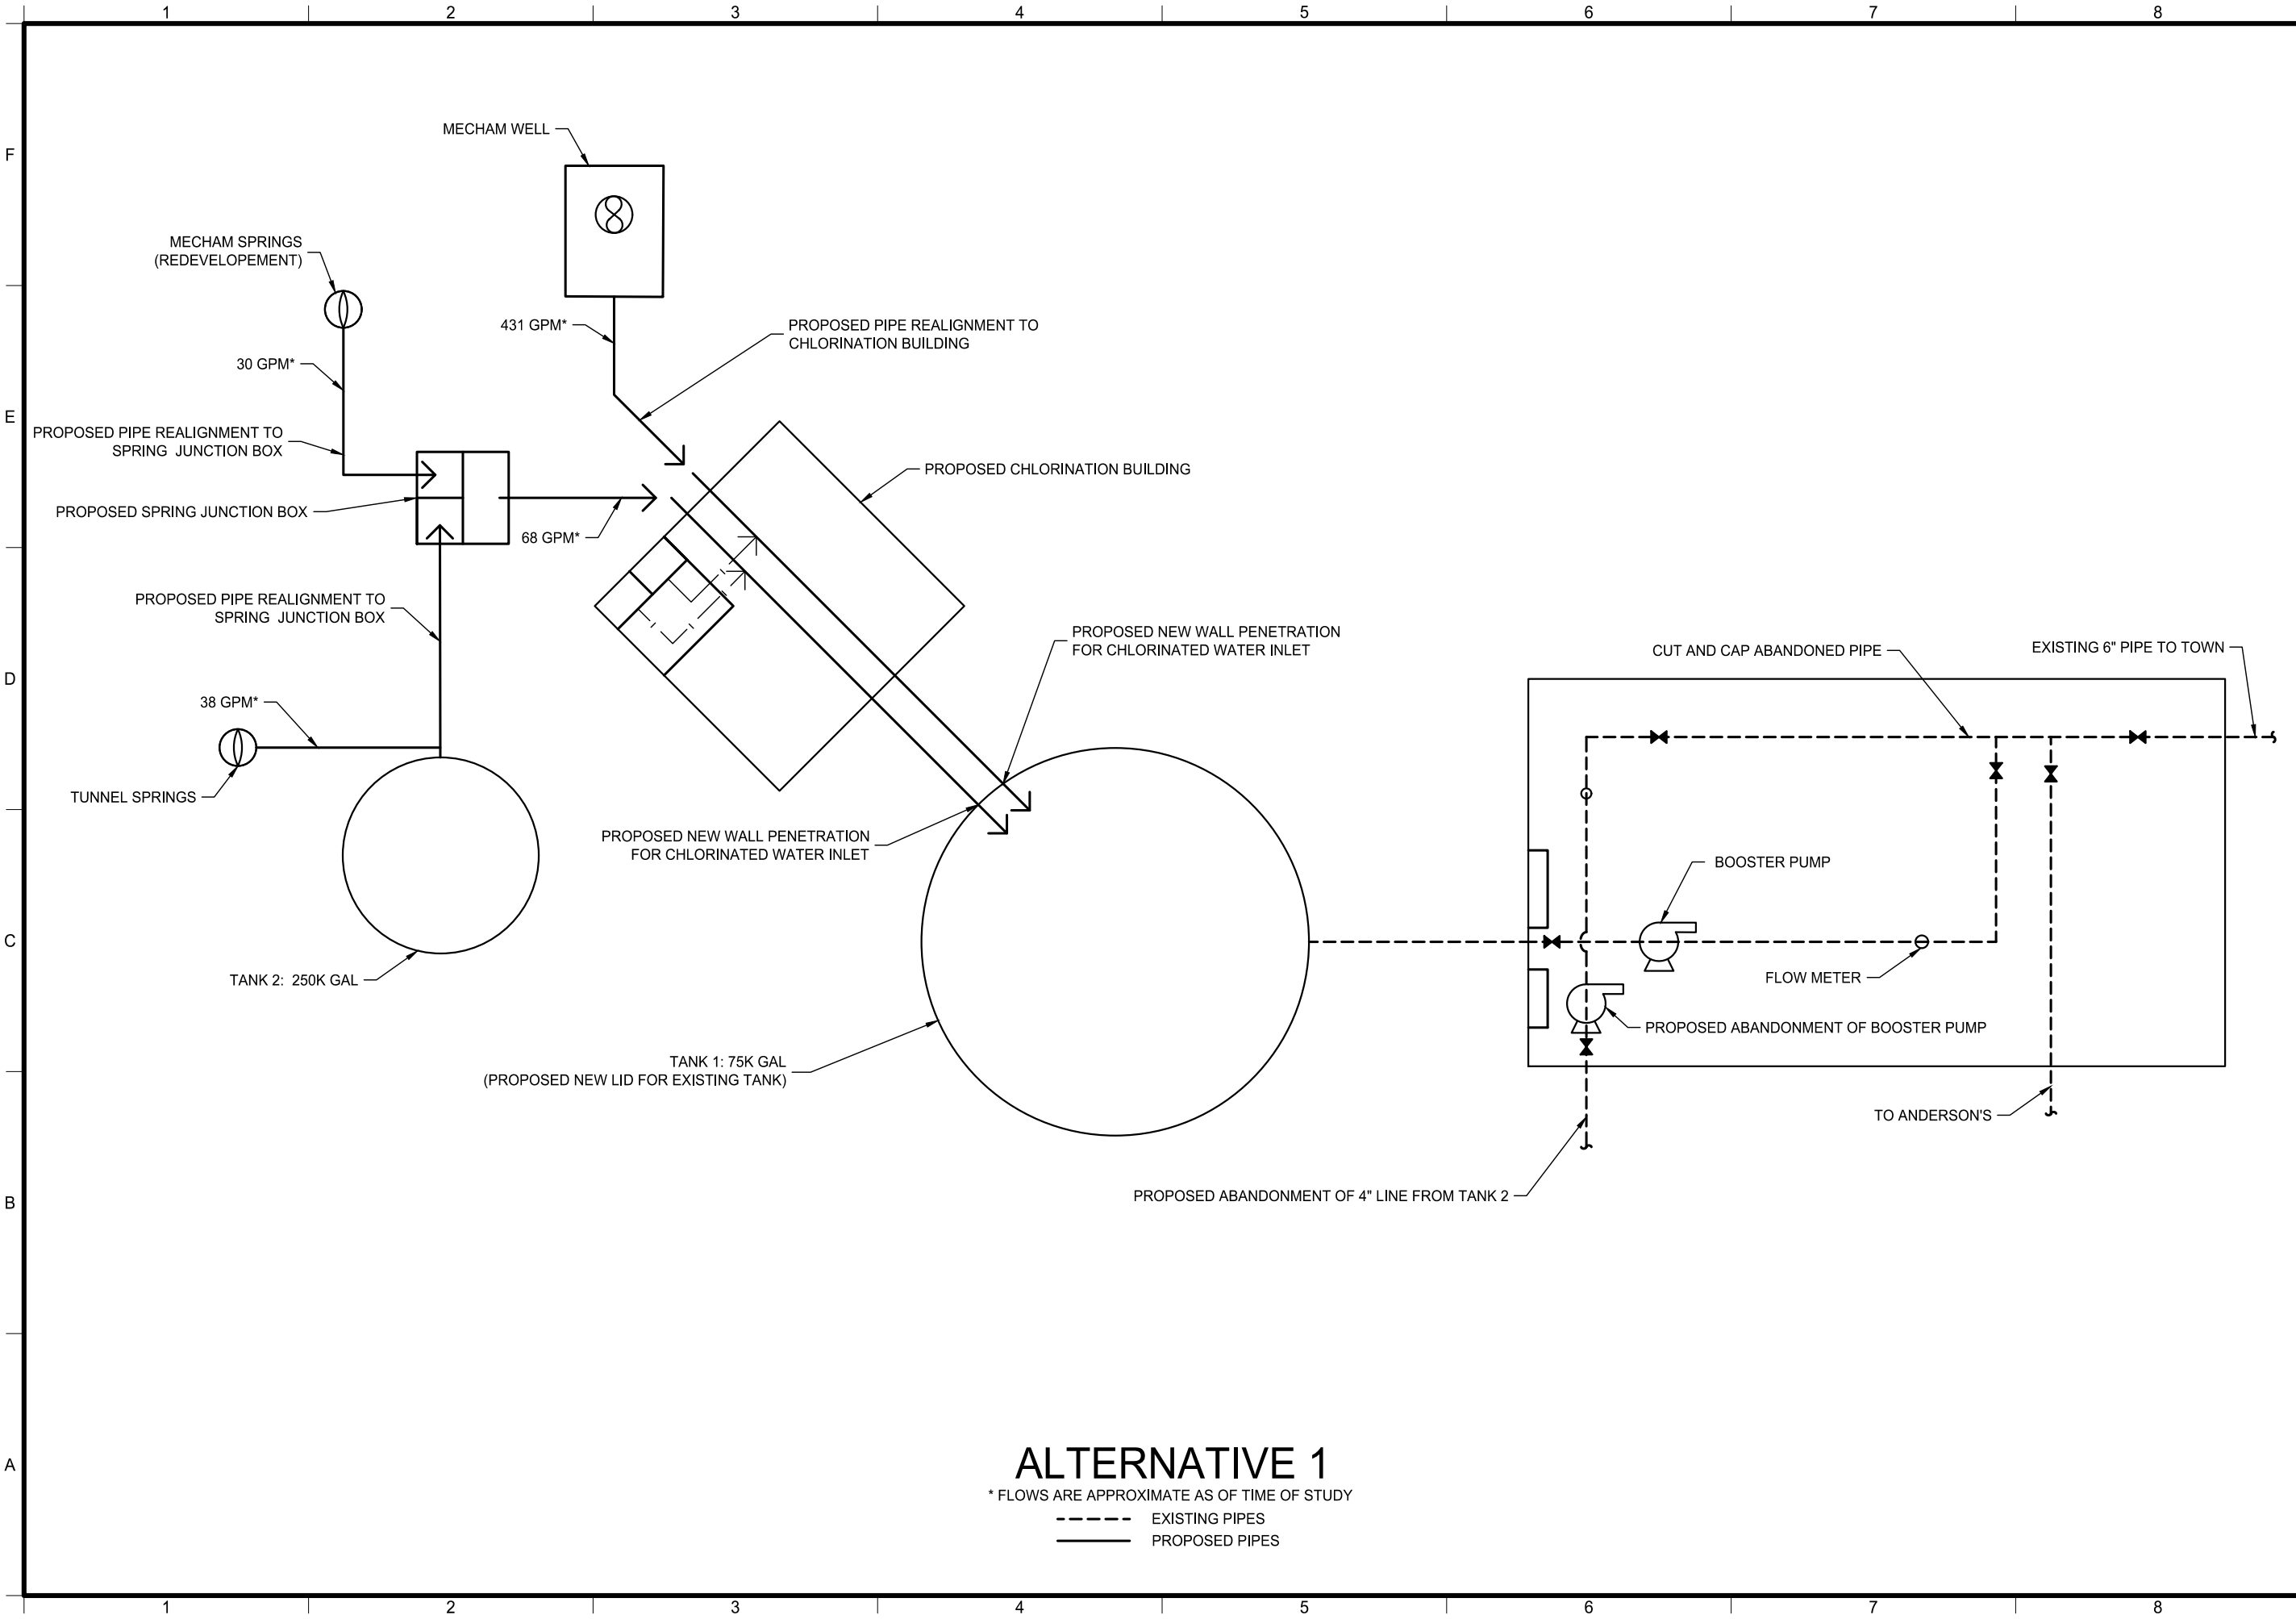 1 2 3 4 5 6 7 8
F
MECHAM WELL
MECHAM SPRINGS
(REDEVELOPEMENT)
431 GPM*
PROPOSED PIPE REALIGNMENT TO
CHLORINATION BUILDING
30 GPM*
E
PROPOSED PIPE REALIGNMENT TO
SPRING JUNCTION BOX
PROPOSED CHLORINATION BUILDING
PROPOSED SPRING JUNCTION BOX
68 GPM*
PROPOSED PIPE REALIGNMENT TO
SPRING JUNCTION BOX
PROPOSED NEW WALL PENETRATION
FOR CHLORINATED WATER INLET
CUT AND CAP ABANDONED PIPE
EXISTING 6" PIPE TO TOWN
D
38 GPM*
TUNNEL SPRINGS
PROPOSED NEW WALL PENETRATION
FOR CHLORINATED WATER INLET
BOOSTER PUMP
C
TANK 2: 250K GAL
FLOW METER
PROPOSED ABANDONMENT OF BOOSTER PUMP
TANK 1: 75K GAL
(PROPOSED NEW LID FOR EXISTING TANK)
TO ANDERSON'S
PROPOSED ABANDONMENT OF 4" LINE FROM TANK 2
B
ALTERNATIVE 1
A
* FLOWS ARE APPROXIMATE AS OF TIME OF STUDY
EXISTING PIPES
PROPOSED PIPES
1 2 3 4 5 6 7 8